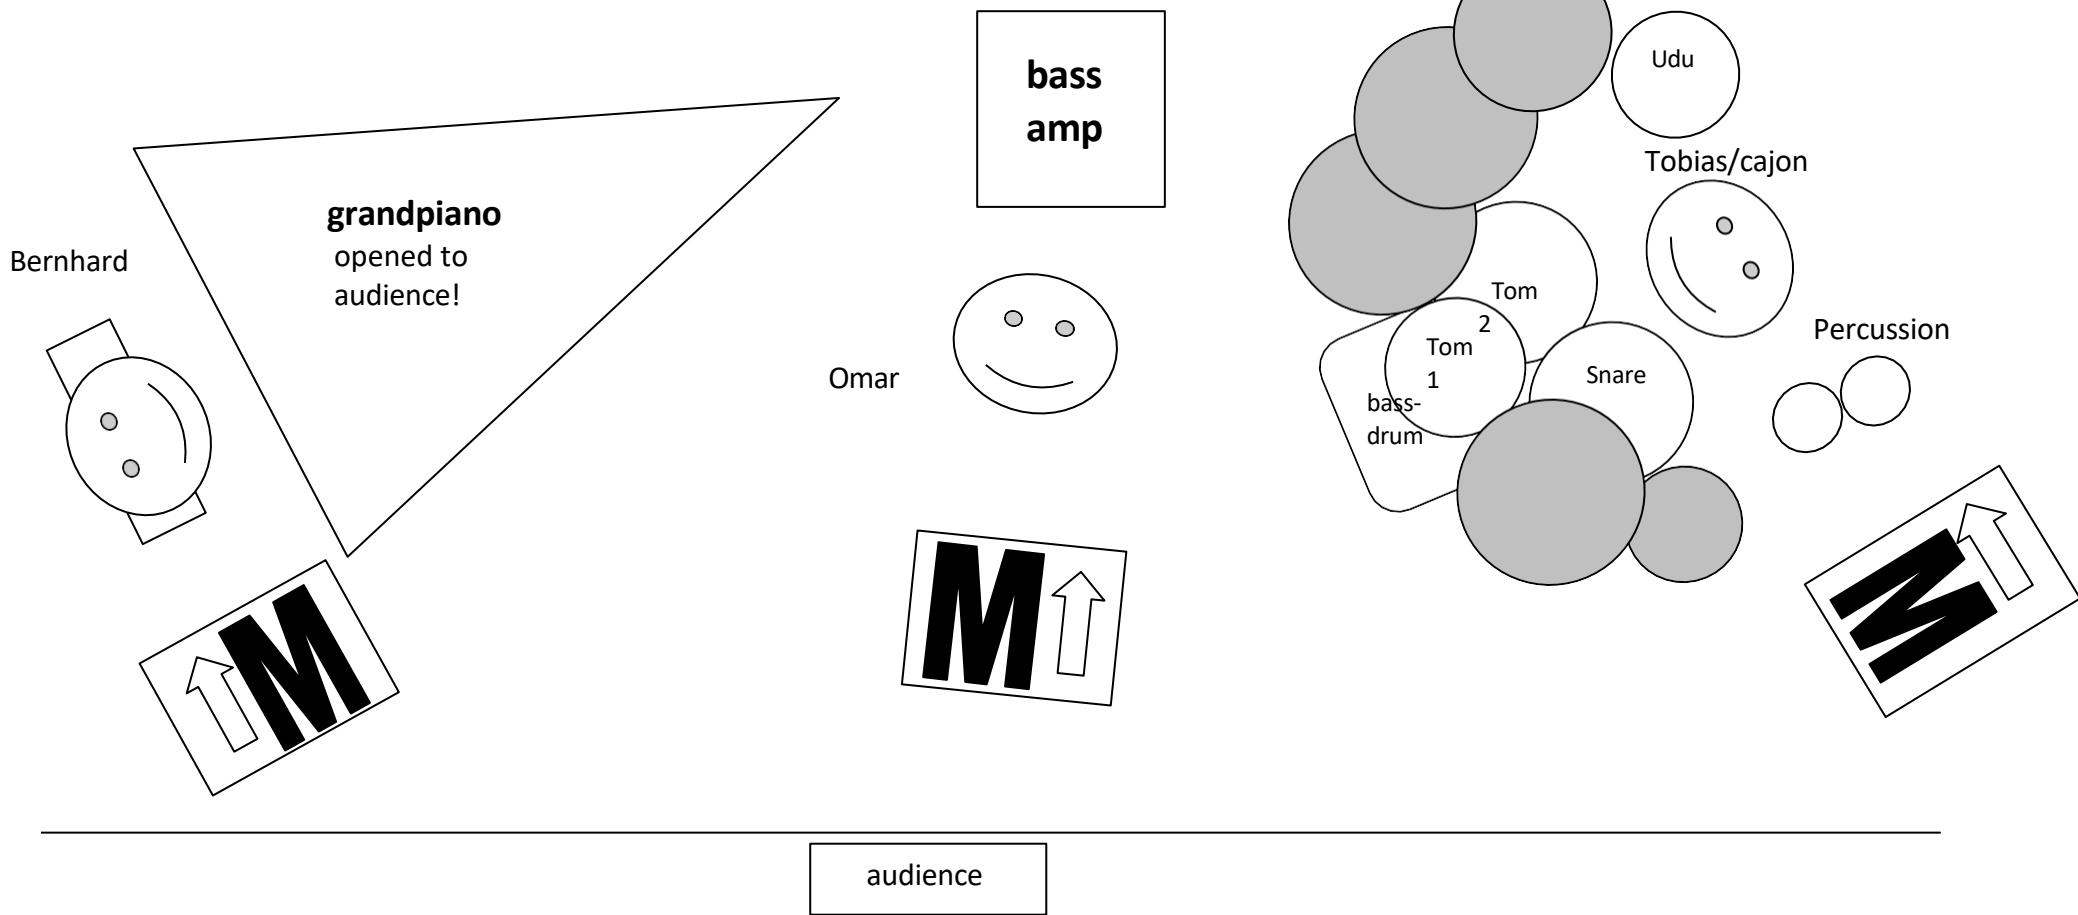 Udu
bass
amp
Tobias/cajon
grandpiano
opened to
audience!
Bernhard
Tom
2
Percussion
Tom
1
Omar
Snare
bass-
drum
M
M
M
audience